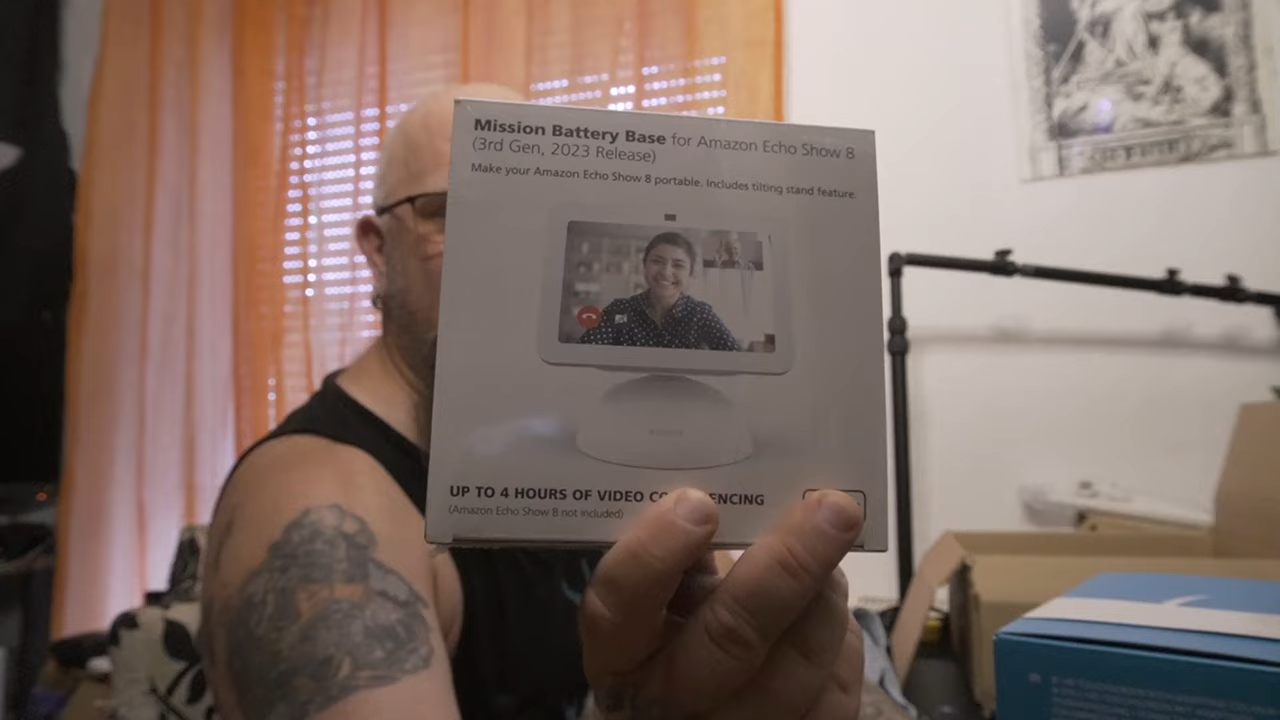 Mission Battery Base for Amazon Echo Show 8
(3rd Gen, 2023 Release)
Make your Amazon Echo Show 8 portable. Includes tilting stand feature.
UP TO 4 HOURS OF VIDEO CO ENCING
(Amazon Echo Show 8 not included)